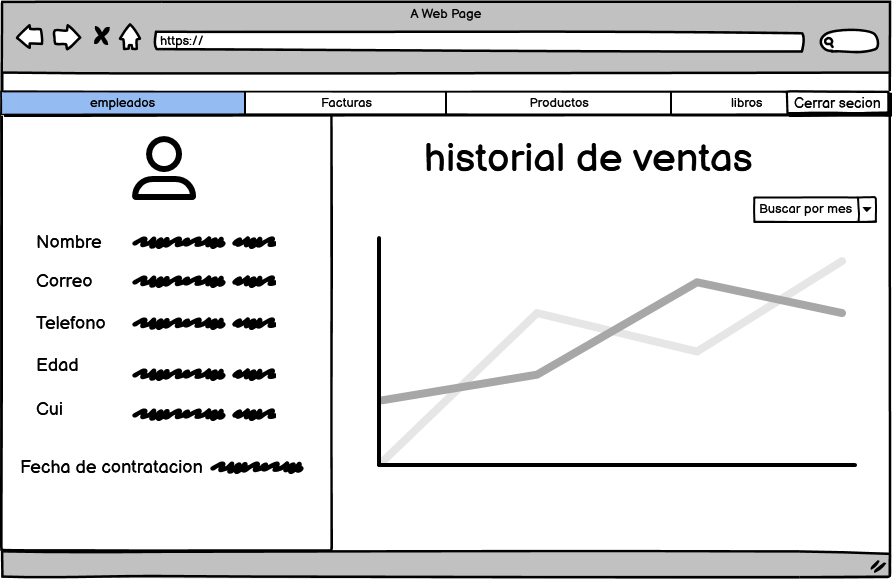 A Web Page
https://
empleados Facturas Productos libros Cerrar secion
historial de ventas
Buscar por mes
Nombre
Correo
Telefono
Edad
Cui
Fecha de contratacion